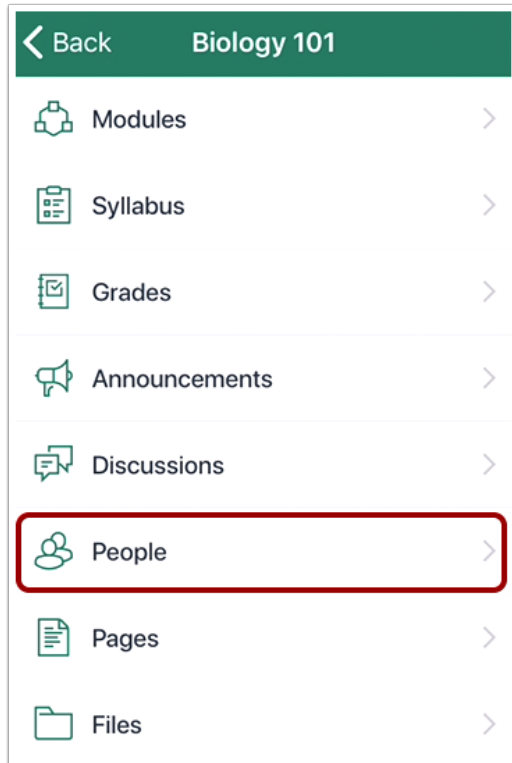 Back Biology 101
Modules
Syllabus
Grades
Announcements
Discussions
People
Pages
Files